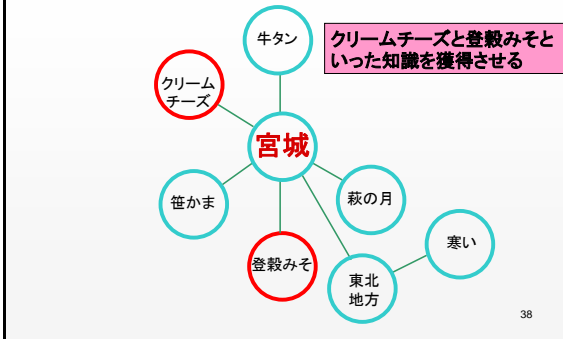 牛タン
クリームチーズと登穀みそと
いった知識を獲得させる
クリーム
チーズ
宮城
笹かま
萩の月
登穀みそ
東北
地方
寒い
38